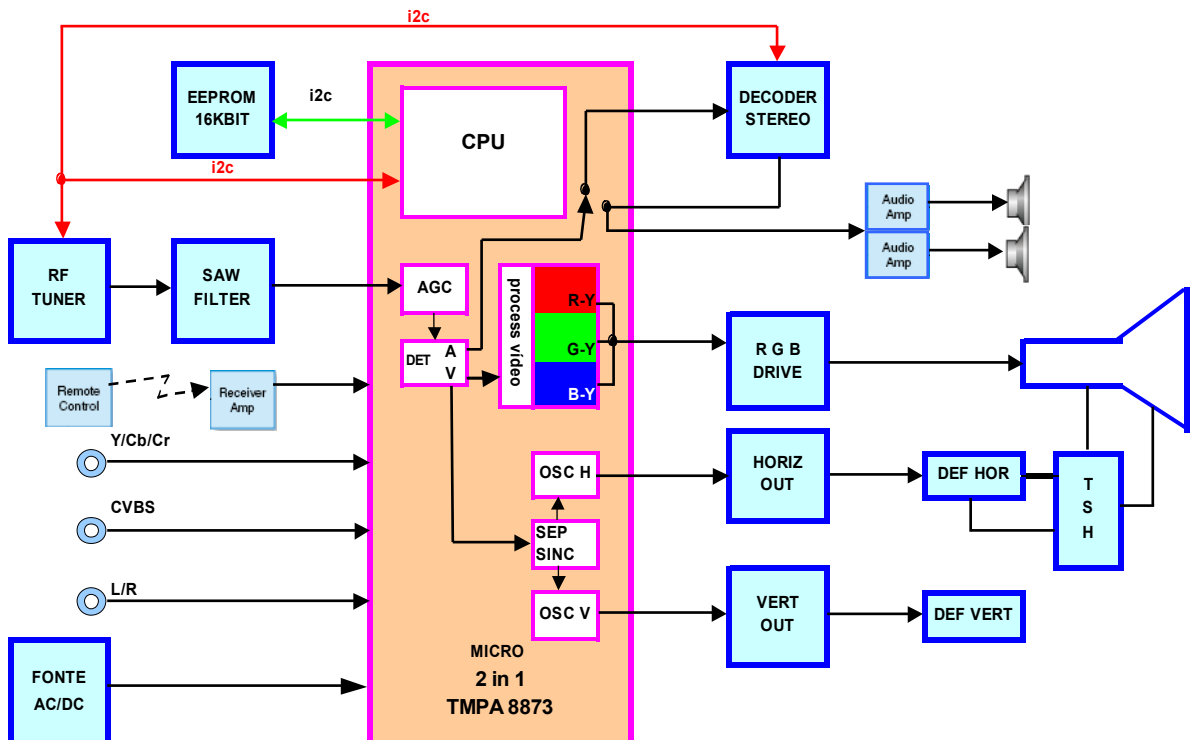 i2c
EEPROM
16KBIT
i2c
i2c
CPU
DECODER
STEREO
Audio
Amp
Audio
Amp
RF
TUNER
SAW
FILTER
AGC
DET
A
V
process video
R-Y
G-Y
B-Y
R G B
DRIVE
Remote
Control
Receiver
Amp
Y/Cb/Cr
CVBS
L/R
OSC H
SEP
SINC
OSC V
HORIZ
OUT
DEF HOR
T
S
H
VERT
OUT
DEF VERT
FONTE
AC/DC
MICRO
2 in 1
TMPA 8873